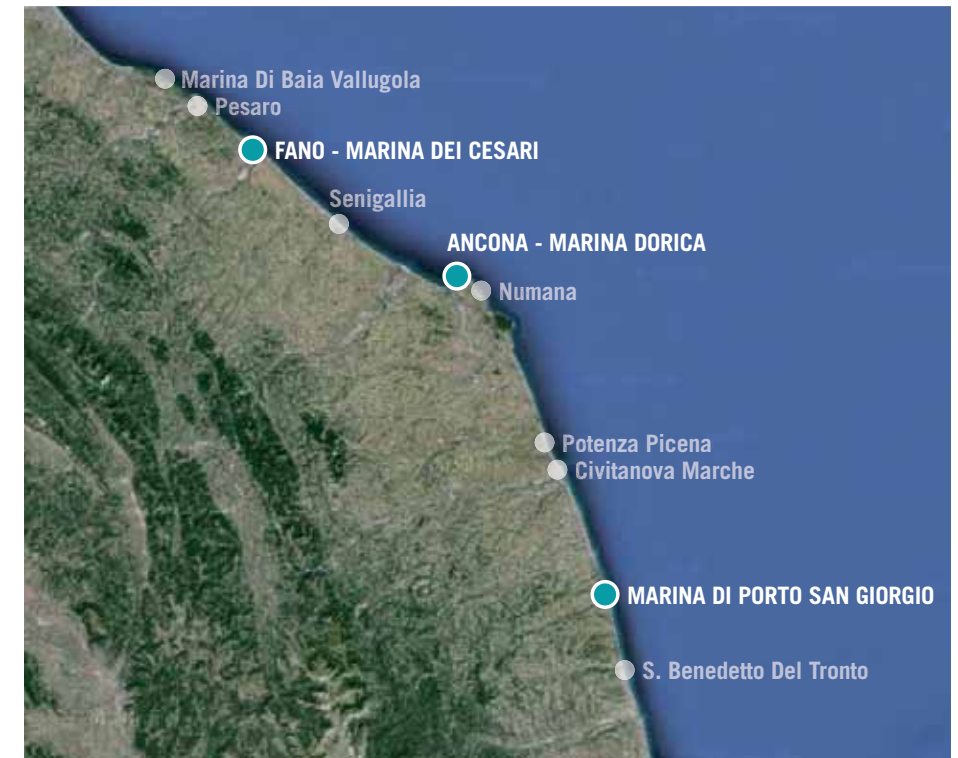 Marina Di Baia Vallugola
Pesaro
FANO - MARINA DEI CESARI
Senigallia
ANCONA - MARINA DORICA
Numana
Potenza Picena
Civitanova Marche
MARINA DI PORTO SAN GIORGIO
S. Benedetto Del Tronto